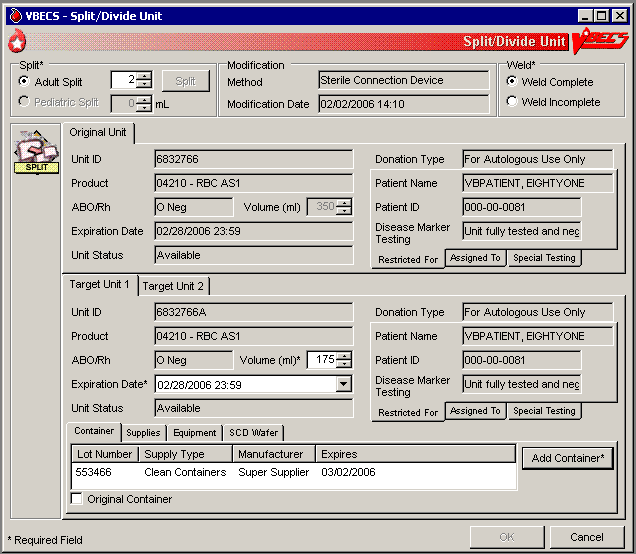 VBECS - Split/Divide Unit
Split/Divide Unit VBECS
Split* Modification Weld*
Adult Split 2 Split Method Sterile Connection Device Weld Complete
Pediatric Split 0 mL Modification Date 02/02/2006 14:10 Weld Incomplete
SPLIT
Original Unit
Unit ID 6832766 Donation Type For Autologous Use Only
Product 04210 - RBC AS1 Patient Name VBPATIENT, EIGHTYONE
ABO/Rh O Neg Volume (ml) 350 Patient ID 000-00-0081
Expiration Date 02/28/2006 23:59 Disease Marker Testing Unit fully tested and neg
Unit Status Available
Restricted For Assigned To Special Testing
Target Unit 1 Target Unit 2
Unit ID 6832766A Donation Type For Autologous Use Only
Product 04210 - RBC AS1 Patient Name VBPATIENT, EIGHTYONE
ABO/Rh O Neg Volume (ml)* 175 Patient ID 000-00-0081
Expiration Date* 02/28/2006 23:59 Disease Marker Testing Unit fully tested and neg
Unit Status Available
Restricted For Assigned To Special Testing
Container Supplies Equipment SCD Wafer
Lot Number Supply Type Manufacturer Expires
553466 Clean Containers Super Supplier 03/02/2006
Add Container*
Original Container
* Required Field OK Cancel